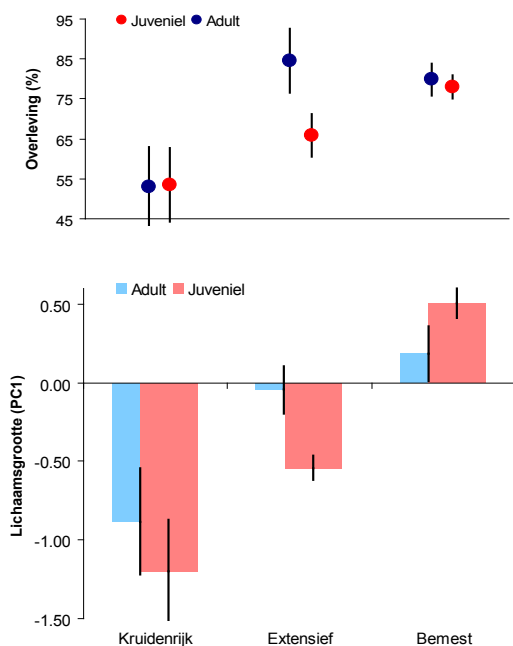 Juveniel Adult
Overleving (%)
95
85
75
65
55
45
Adult Juveniel
Lichaamsgrootte (PC1)
0.50
0.00
-0.50
-1.00
-1.50
Kruidenrijk Extensief Bemest